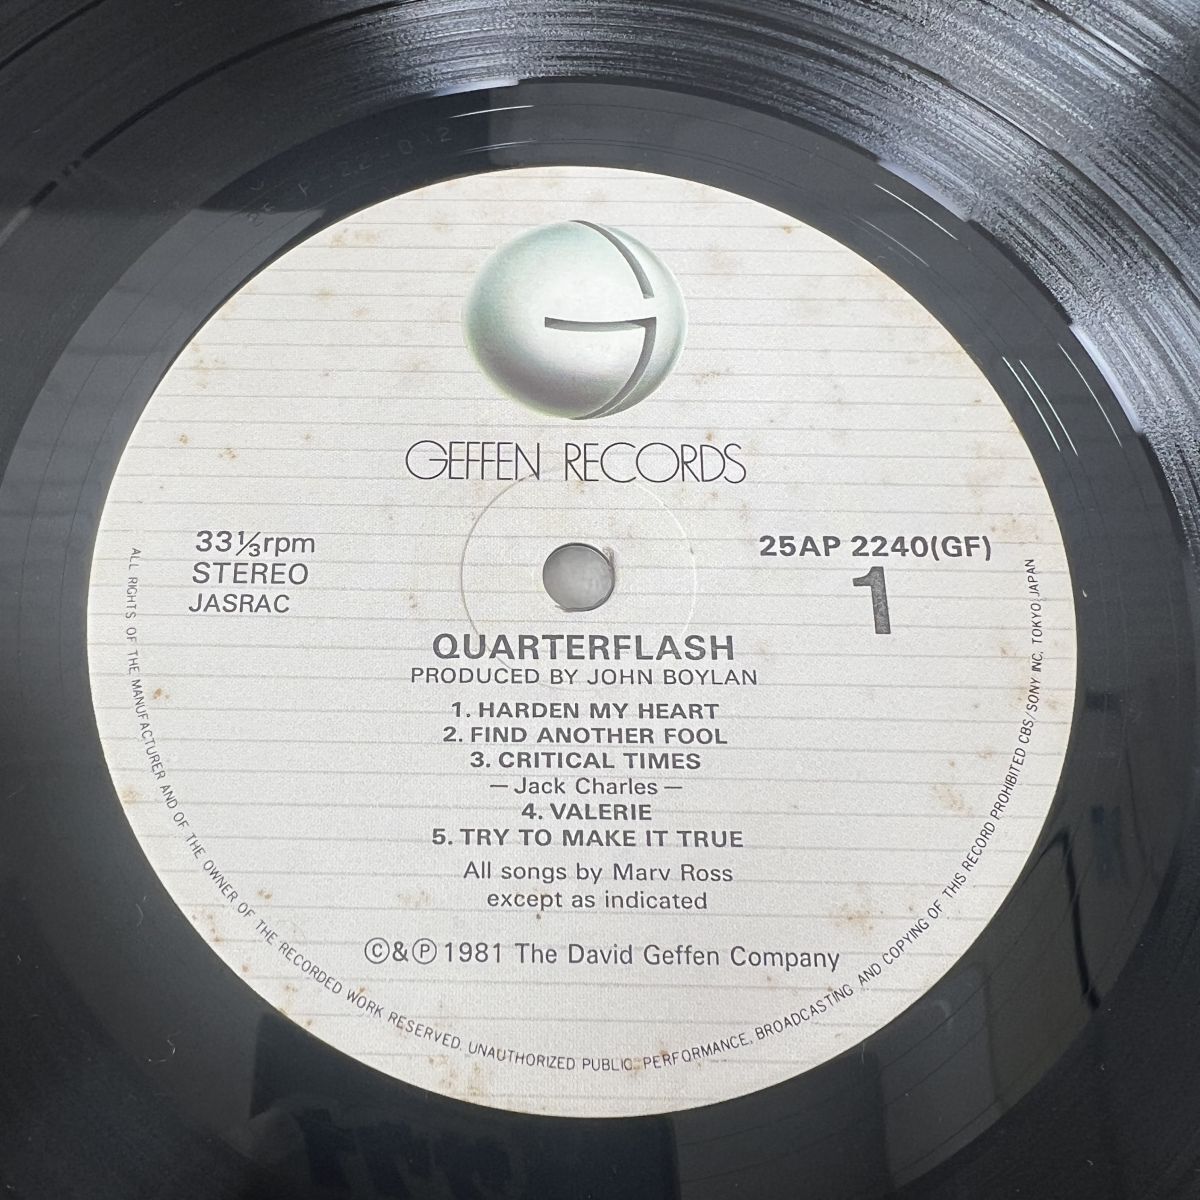 GEFFEN RECORDS
33⅓rpm
STEREO
JASRAC
25AP 2240(GF)
1
QUARTERFLASH
PRODUCED BY JOHN BOYLAN
1. HARDEN MY HEART
2. FIND ANOTHER FOOL
3. CRITICAL TIMES
—Jack Charles—
4. VALERIE
5. TRY TO MAKE IT TRUE
All songs by Marv Ross
except as indicated
Ⓒ&Ⓟ1981 The David Geffen Company
ALL RIGHTS OF THE MANUFACTURER AND OF THE OWNER OF THE RECORDED WORK RESERVED. UNAUTHORIZED PUBLIC PERFORMANCE, BROADCASTING AND COPYING OF THIS RECORD PROHIBITED CBS/SONY INC. TOKYO JAPAN